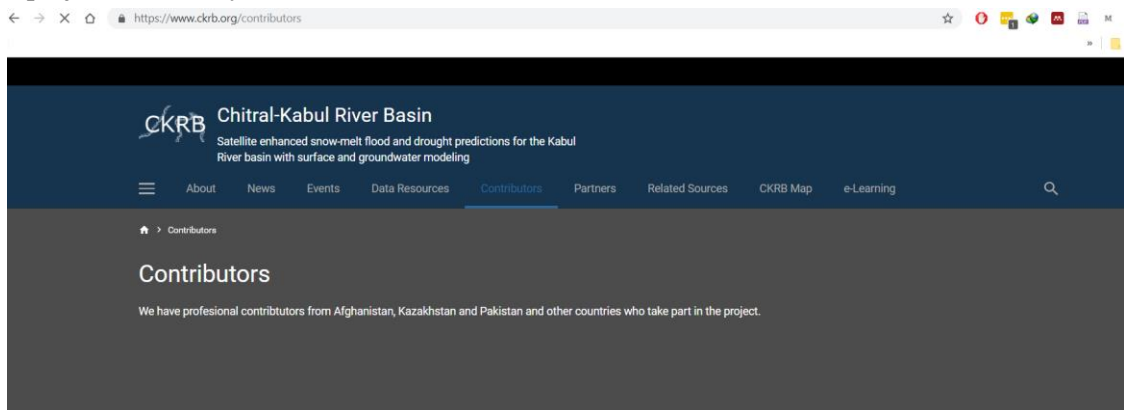 https://www.ckrb.org/contributors
M
1
»
CKRB
Chitral-Kabul River Basin
Satellite enhanced snow-melt flood and drought predictions for the Kabul
River basin with surface and groundwater modeling
About News Events Data Resources Contributors Partners Related Sources CKRB Map e-Learning
> Contributors
Contributors
We have profesional contribtutors from Afghanistan, Kazakhstan and Pakistan and other countries who take part in the project.